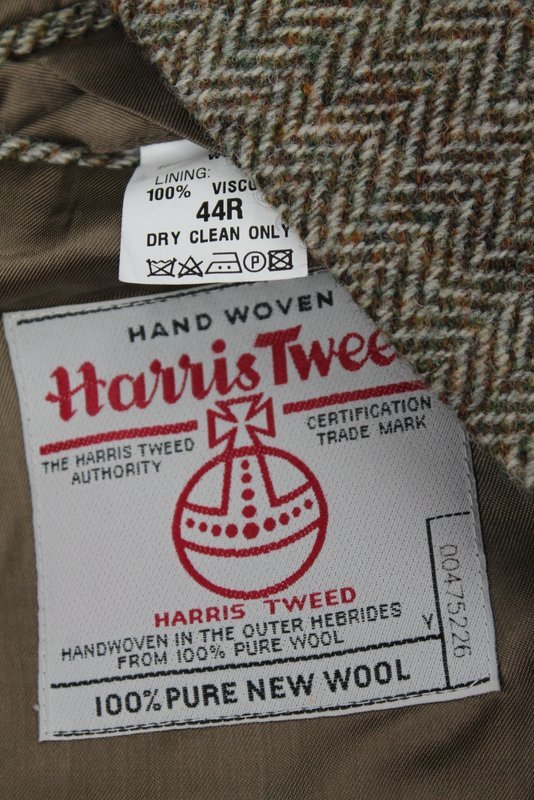 LINING:
100% VISCO
44R
DRY CLEAN ONLY
P
HAND WOVEN
Harris Twee
THE HARRIS TWEED
AUTHORITY
CERTIFICATION
TRADE MARK
HARRIS TWEED
HANDWOVEN IN THE OUTER HEBRIDES
FROM 100% PURE WOOL
Y
00475226
100% PURE NEW WOOL